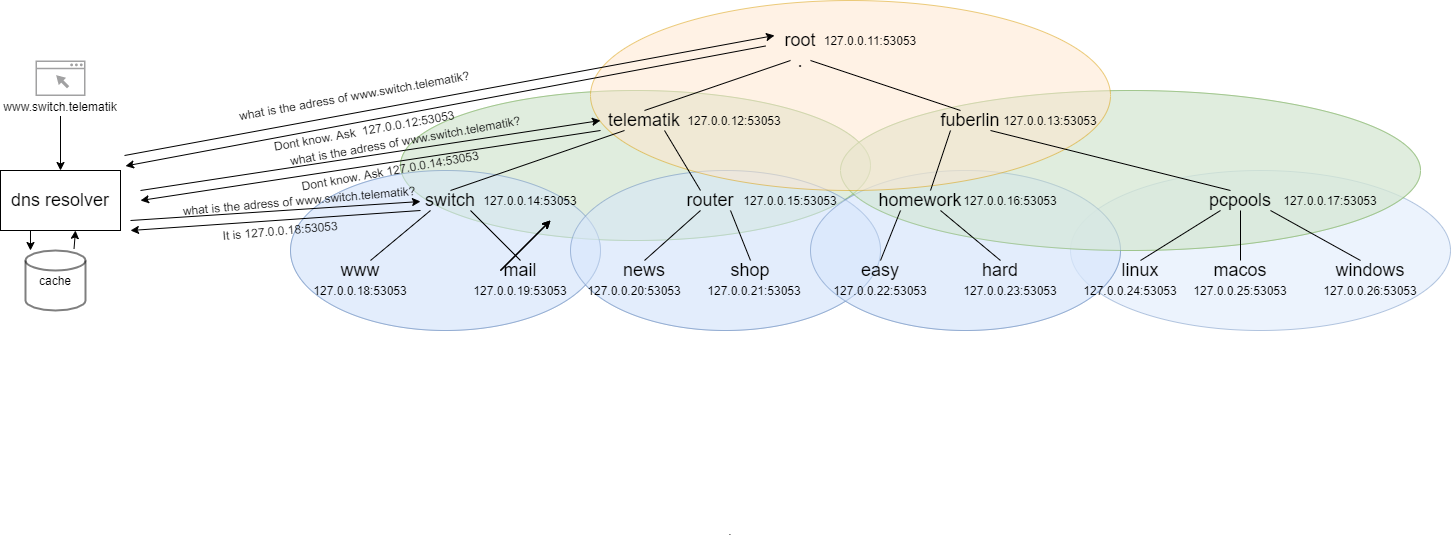 root 127.0.0.11:53053
.
www.switch.telematik
what is the adress of www.switch.telematik?
Dont know. Ask 127.0.0.12:53053
telematik 127.0.0.12:53053
fuberlin 127.0.0.13:53053
what is the adress of www.switch.telematik?
Dont know. Ask 127.0.0.14:53053
dns resolver
what is the adress of www.switch.telematik?
It is 127.0.0.18:53053
switch 127.0.0.14:53053
router 127.0.0.15:53053
homework 127.0.0.16:53053
pcpools 127.0.0.17:53053
cache
www
mail
news
shop
easy
hard
linux
macos
windows
127.0.0.18:53053
127.0.0.19:53053
127.0.0.20:53053
127.0.0.21:53053
127.0.0.22:53053
127.0.0.23:53053
127.0.0.24:53053
127.0.0.25:53053
127.0.0.26:53053